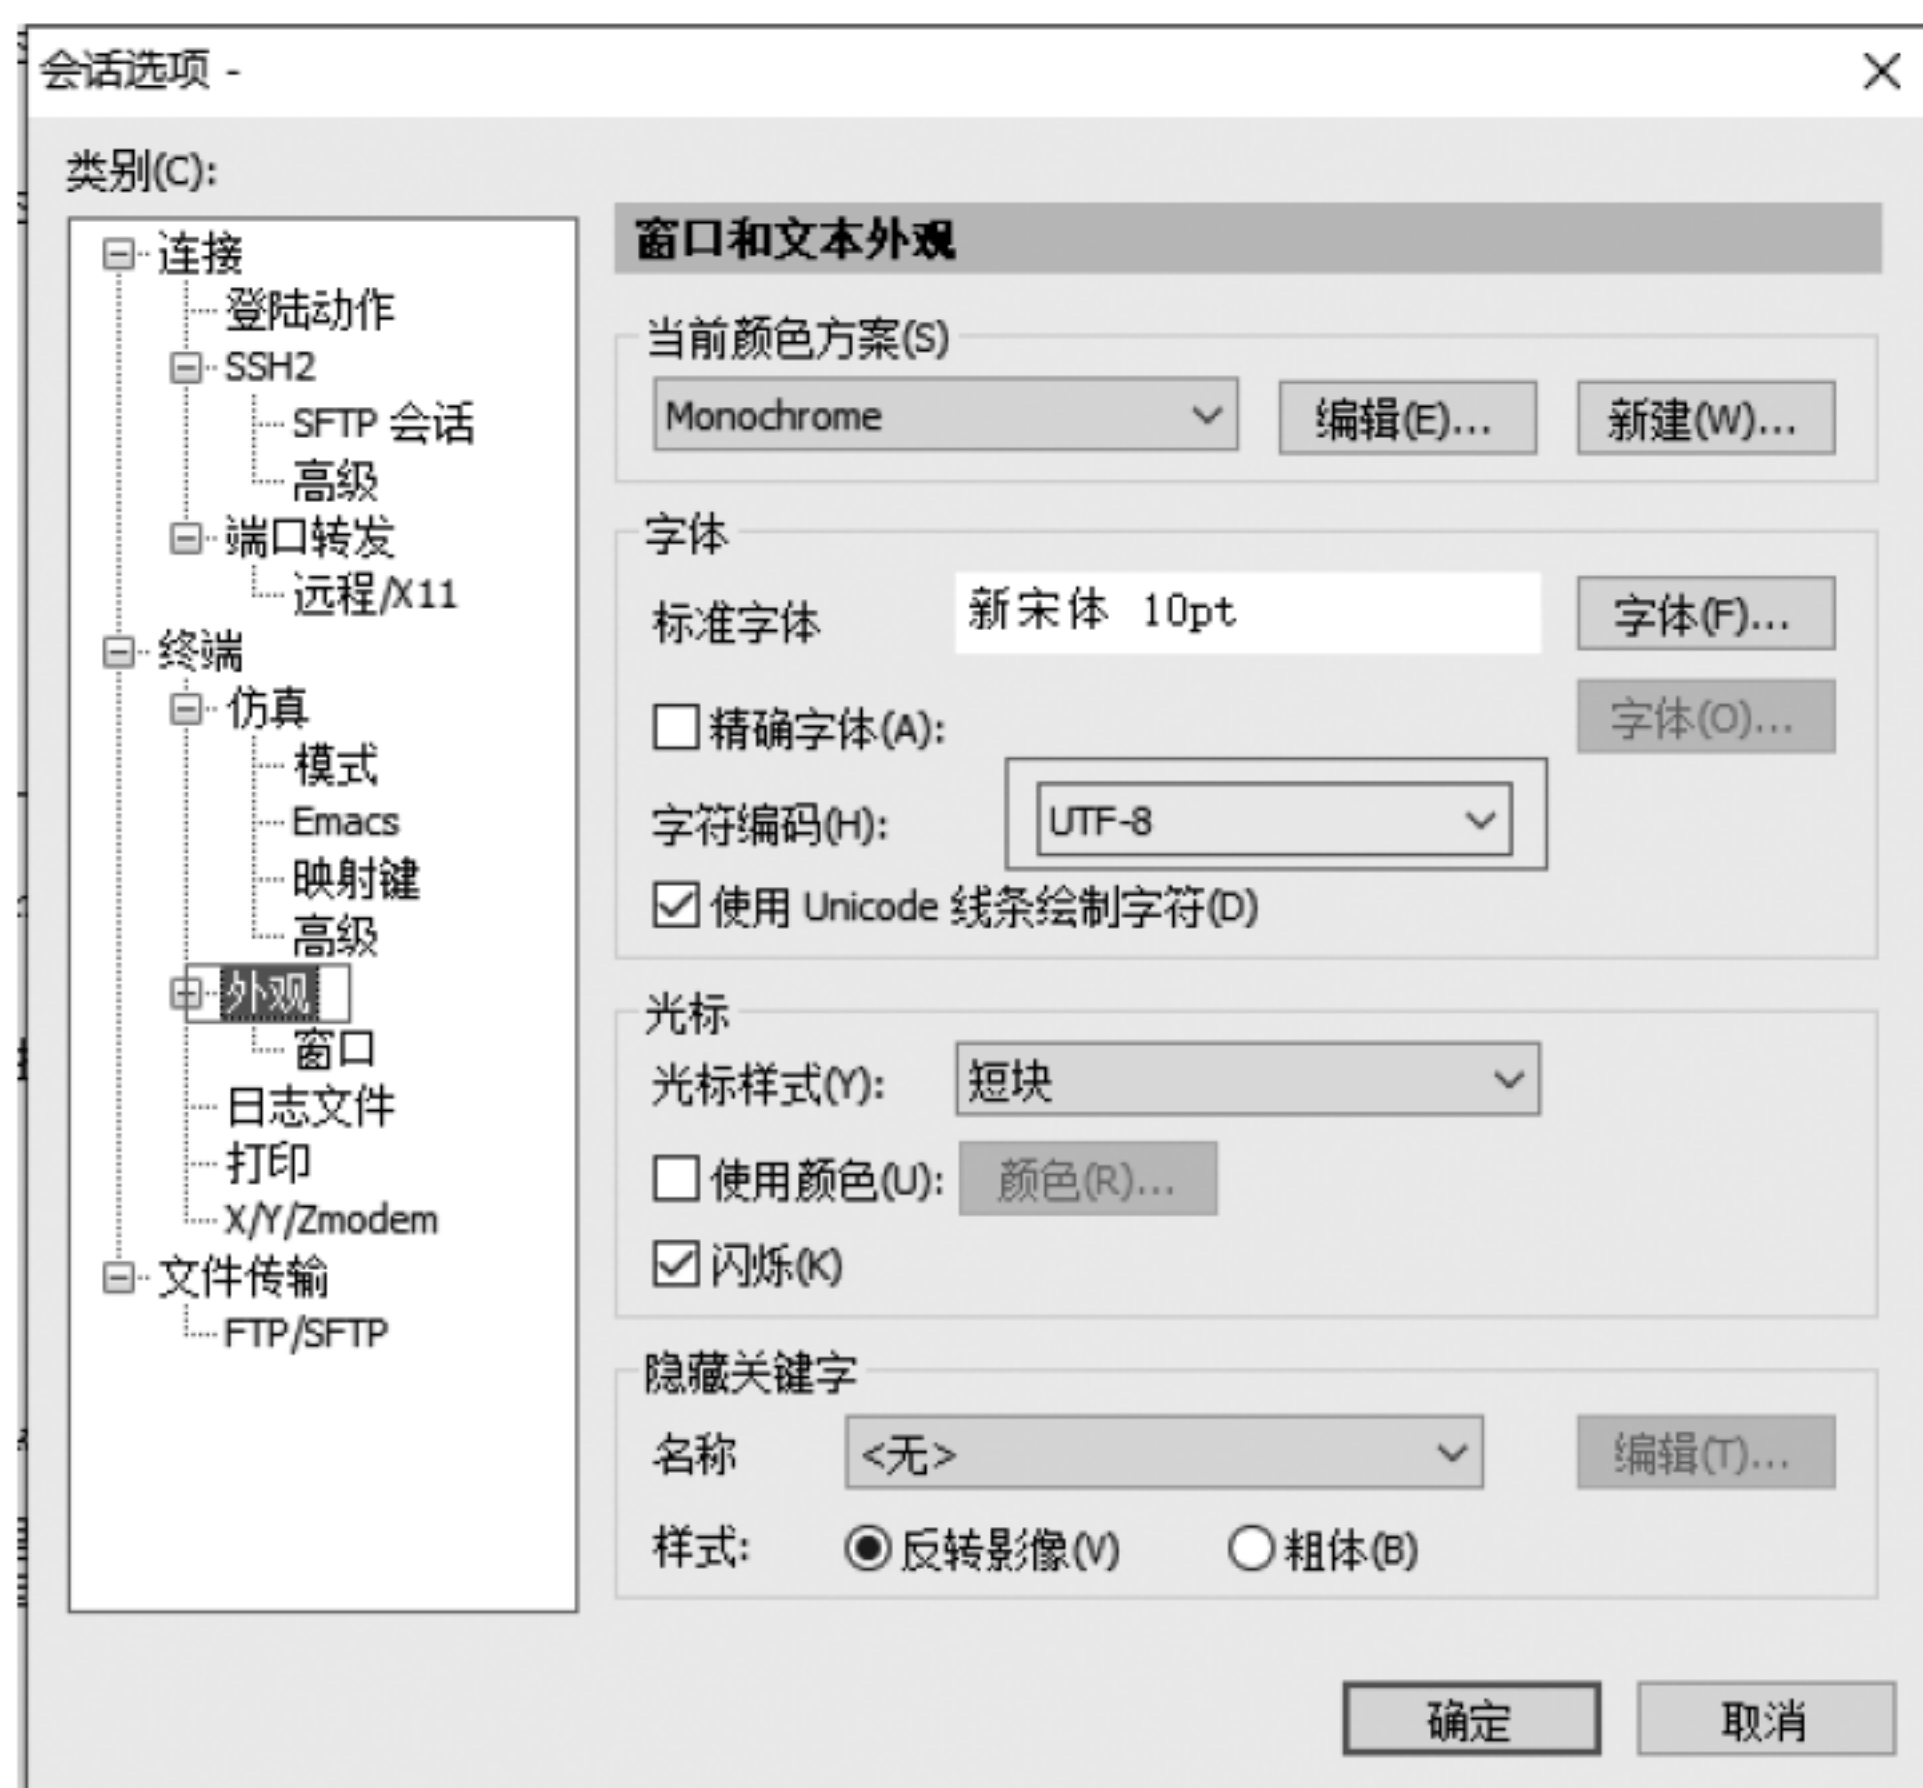 会话选项 -
类别(C):
连接
登陆动作
SSH2
SFTP 会话
高级
端口转发
远程/X11
终端
仿真
模式
Emacs
映射键
高级
外观
窗口
日志文件
打印
X/Y/Zmodem
文件传输
FTP/SFTP
窗口和文本外观
当前颜色方案(S)
Monochrome 编辑(E)... 新建(W)...
字体
标准字体 新宋体 10pt 字体(F)...
精确字体(A): 字体(O)...
字符编码(H): UTF-8
使用 Unicode 线条绘制字符(D)
光标
光标样式(Y): 短块
使用颜色(U): 颜色(R)...
闪烁(K)
隐藏关键字
名称 <无> 编辑(T)...
样式: 反转影像(V) 粗体(B)
确定 取消